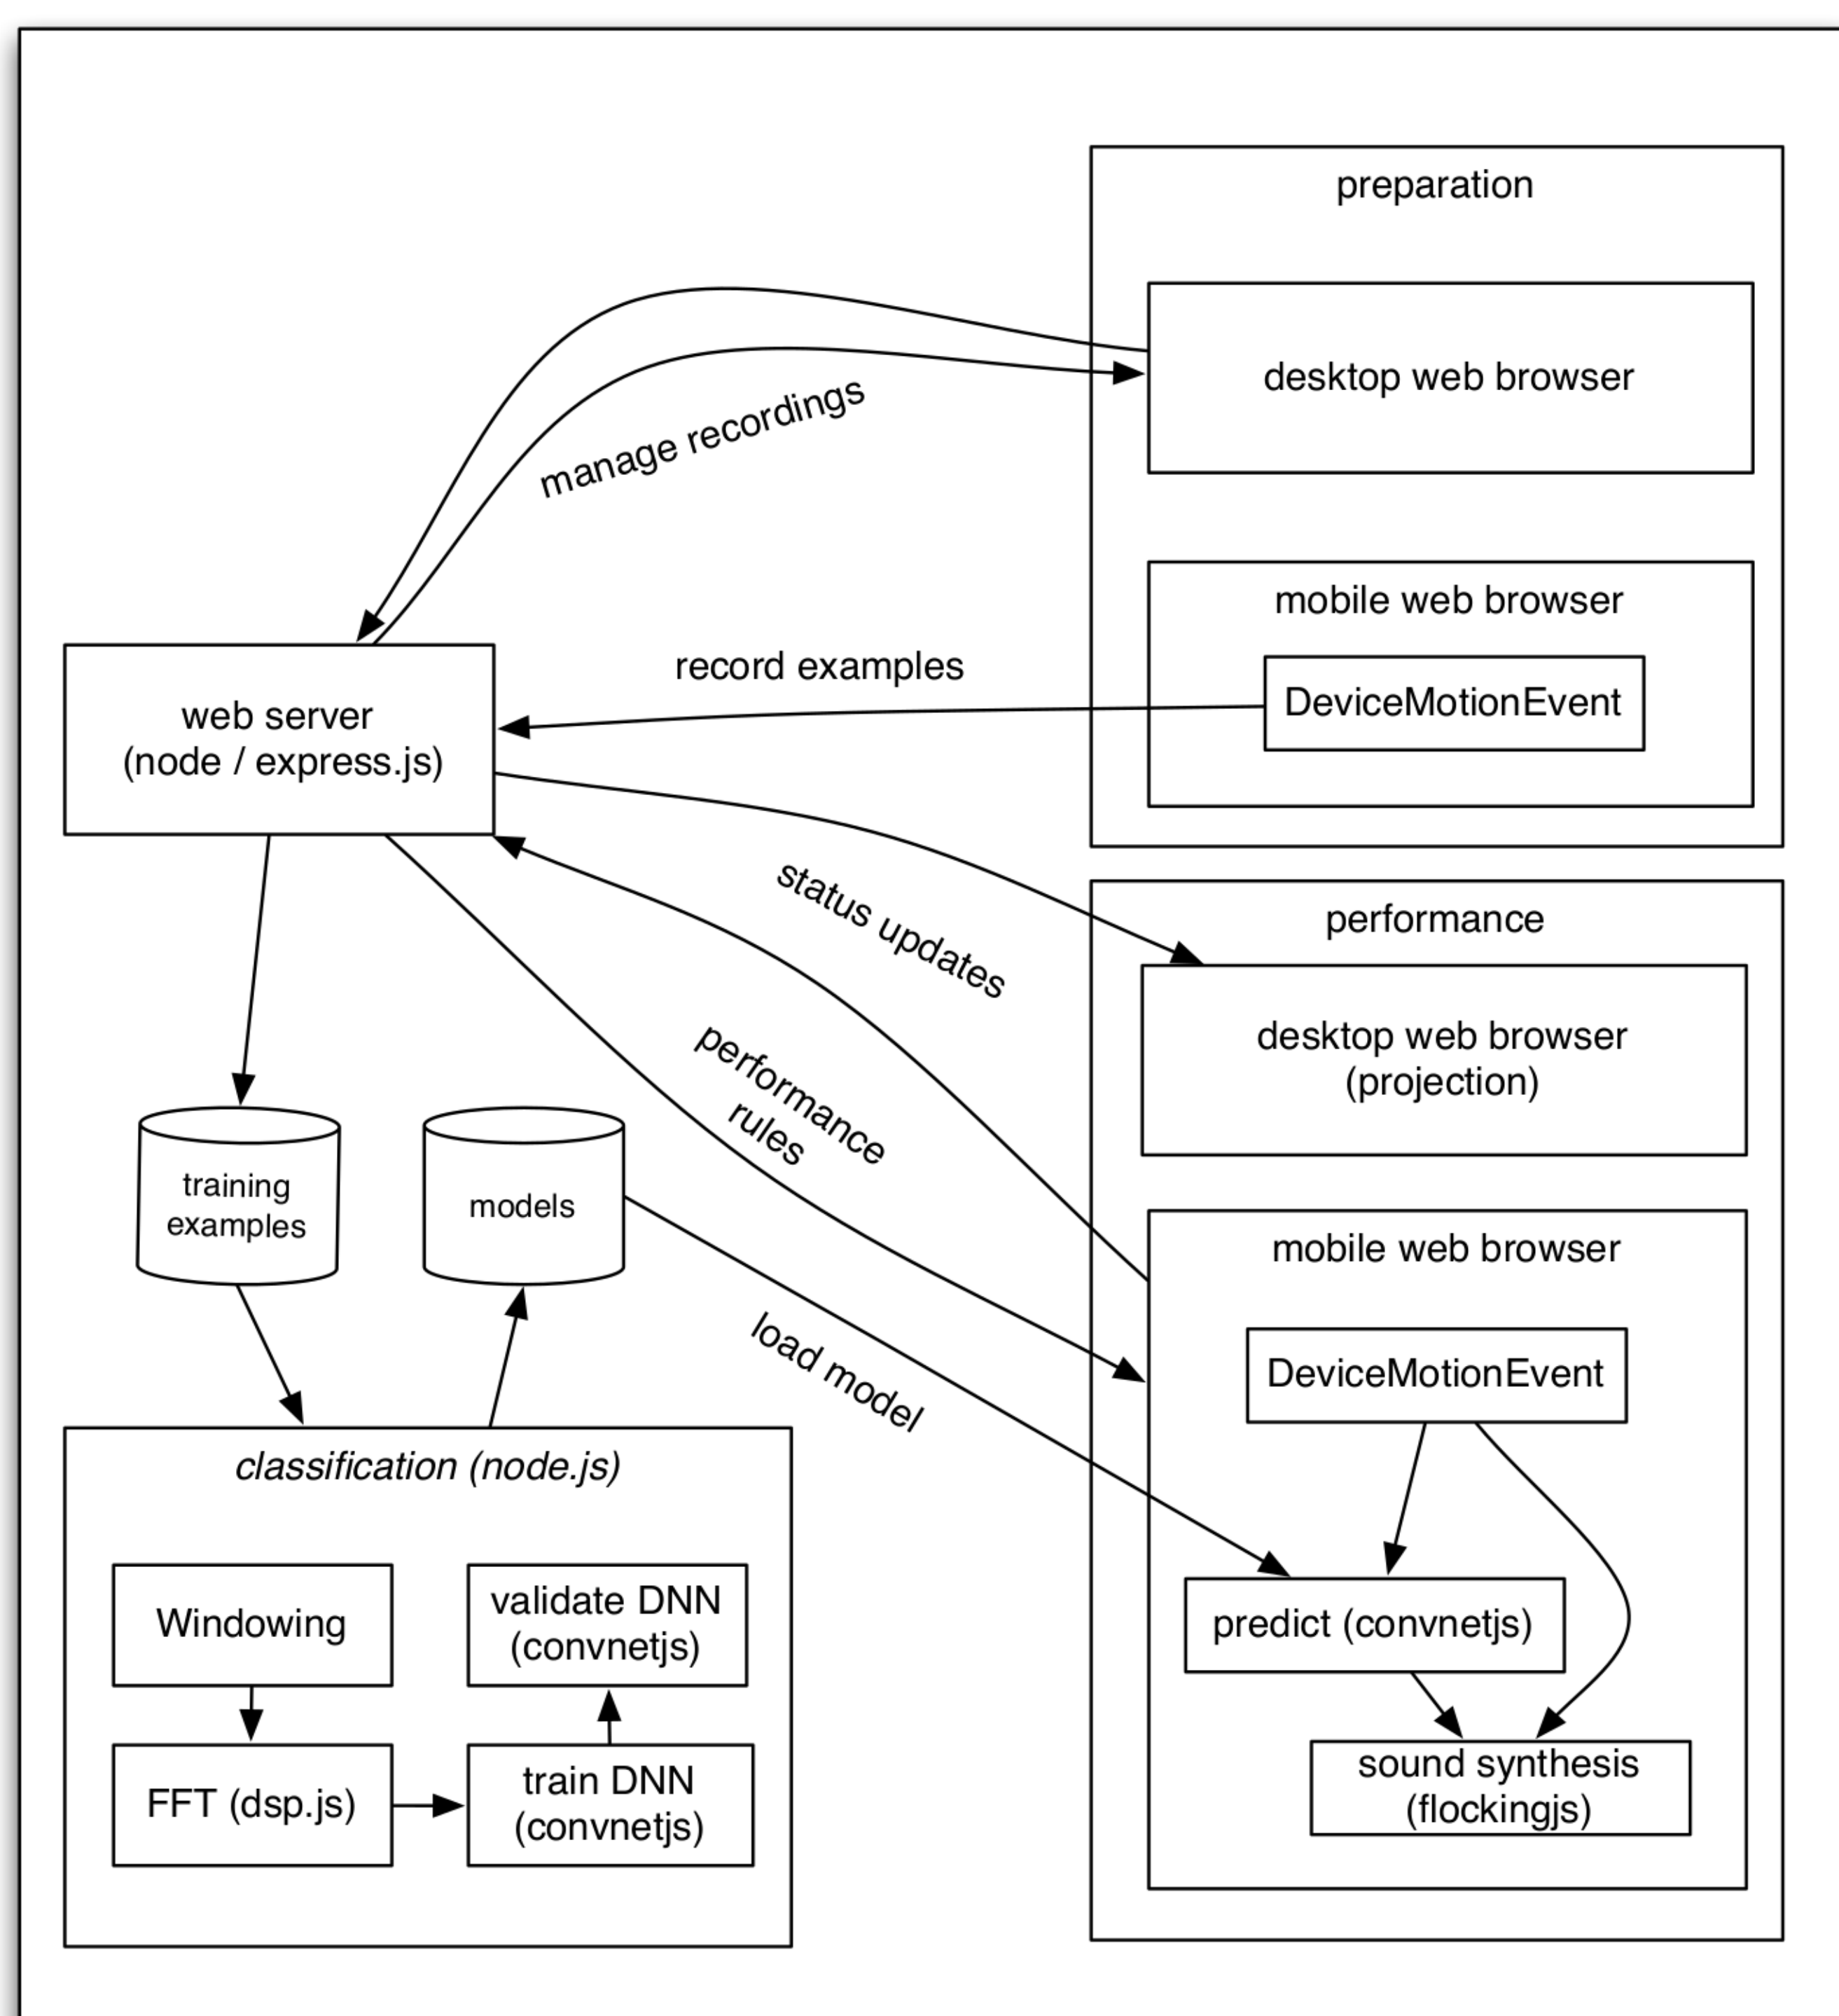 preparation
desktop web browser
manage recordings
mobile web browser
DeviceMotionEvent
record examples
web server
(node / express.js)
status updates
performance
desktop web browser
(projection)
performance
rules
training
examples
models
mobile web browser
DeviceMotionEvent
load model
classification (node.js)
Windowing
validate DNN
(convnetjs)
predict (convnetjs)
FFT (dsp.js)
train DNN
(convnetjs)
sound synthesis
(flockingjs)